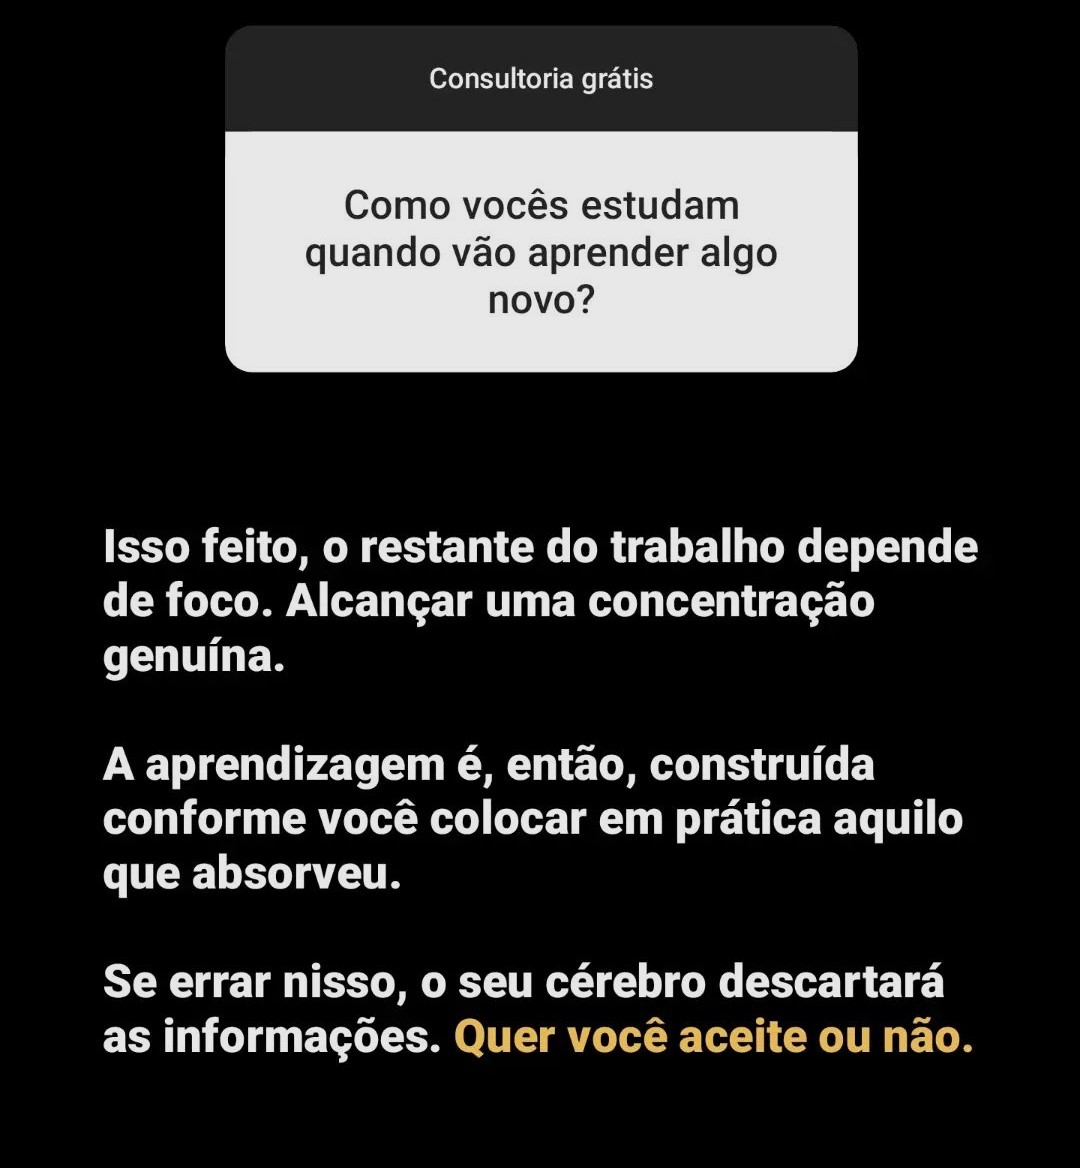 Consultoria grátis
Como vocês estudam
quando vão aprender algo
novo?
Isso feito, o restante do trabalho depende
de foco. Alcançar uma concentração
genuína.
A aprendizagem é, então, construída
conforme você colocar em prática aquilo
que absorveu.
Se errar nisso, o seu cérebro descartará
as informações. Quer você aceite ou não.